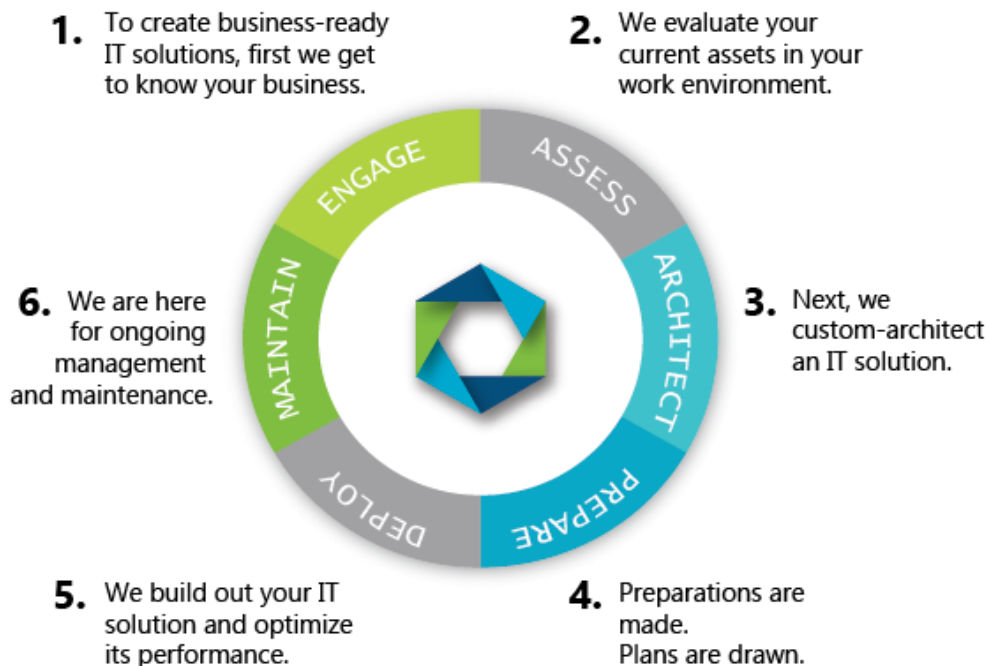 1. To create business-ready
IT solutions, first we get
to know your business.
2. We evaluate your
current assets in your
work environment.
ENGAGE
ASSESS
ARCHITECT
PREPARE
DEPLOY
MAINTAIN
3. Next, we
custom-architect
an IT solution.
4. Preparations are
made.
Plans are drawn.
5. We build out your IT
solution and optimize
its performance.
6. We are here
for ongoing
management
and maintenance.